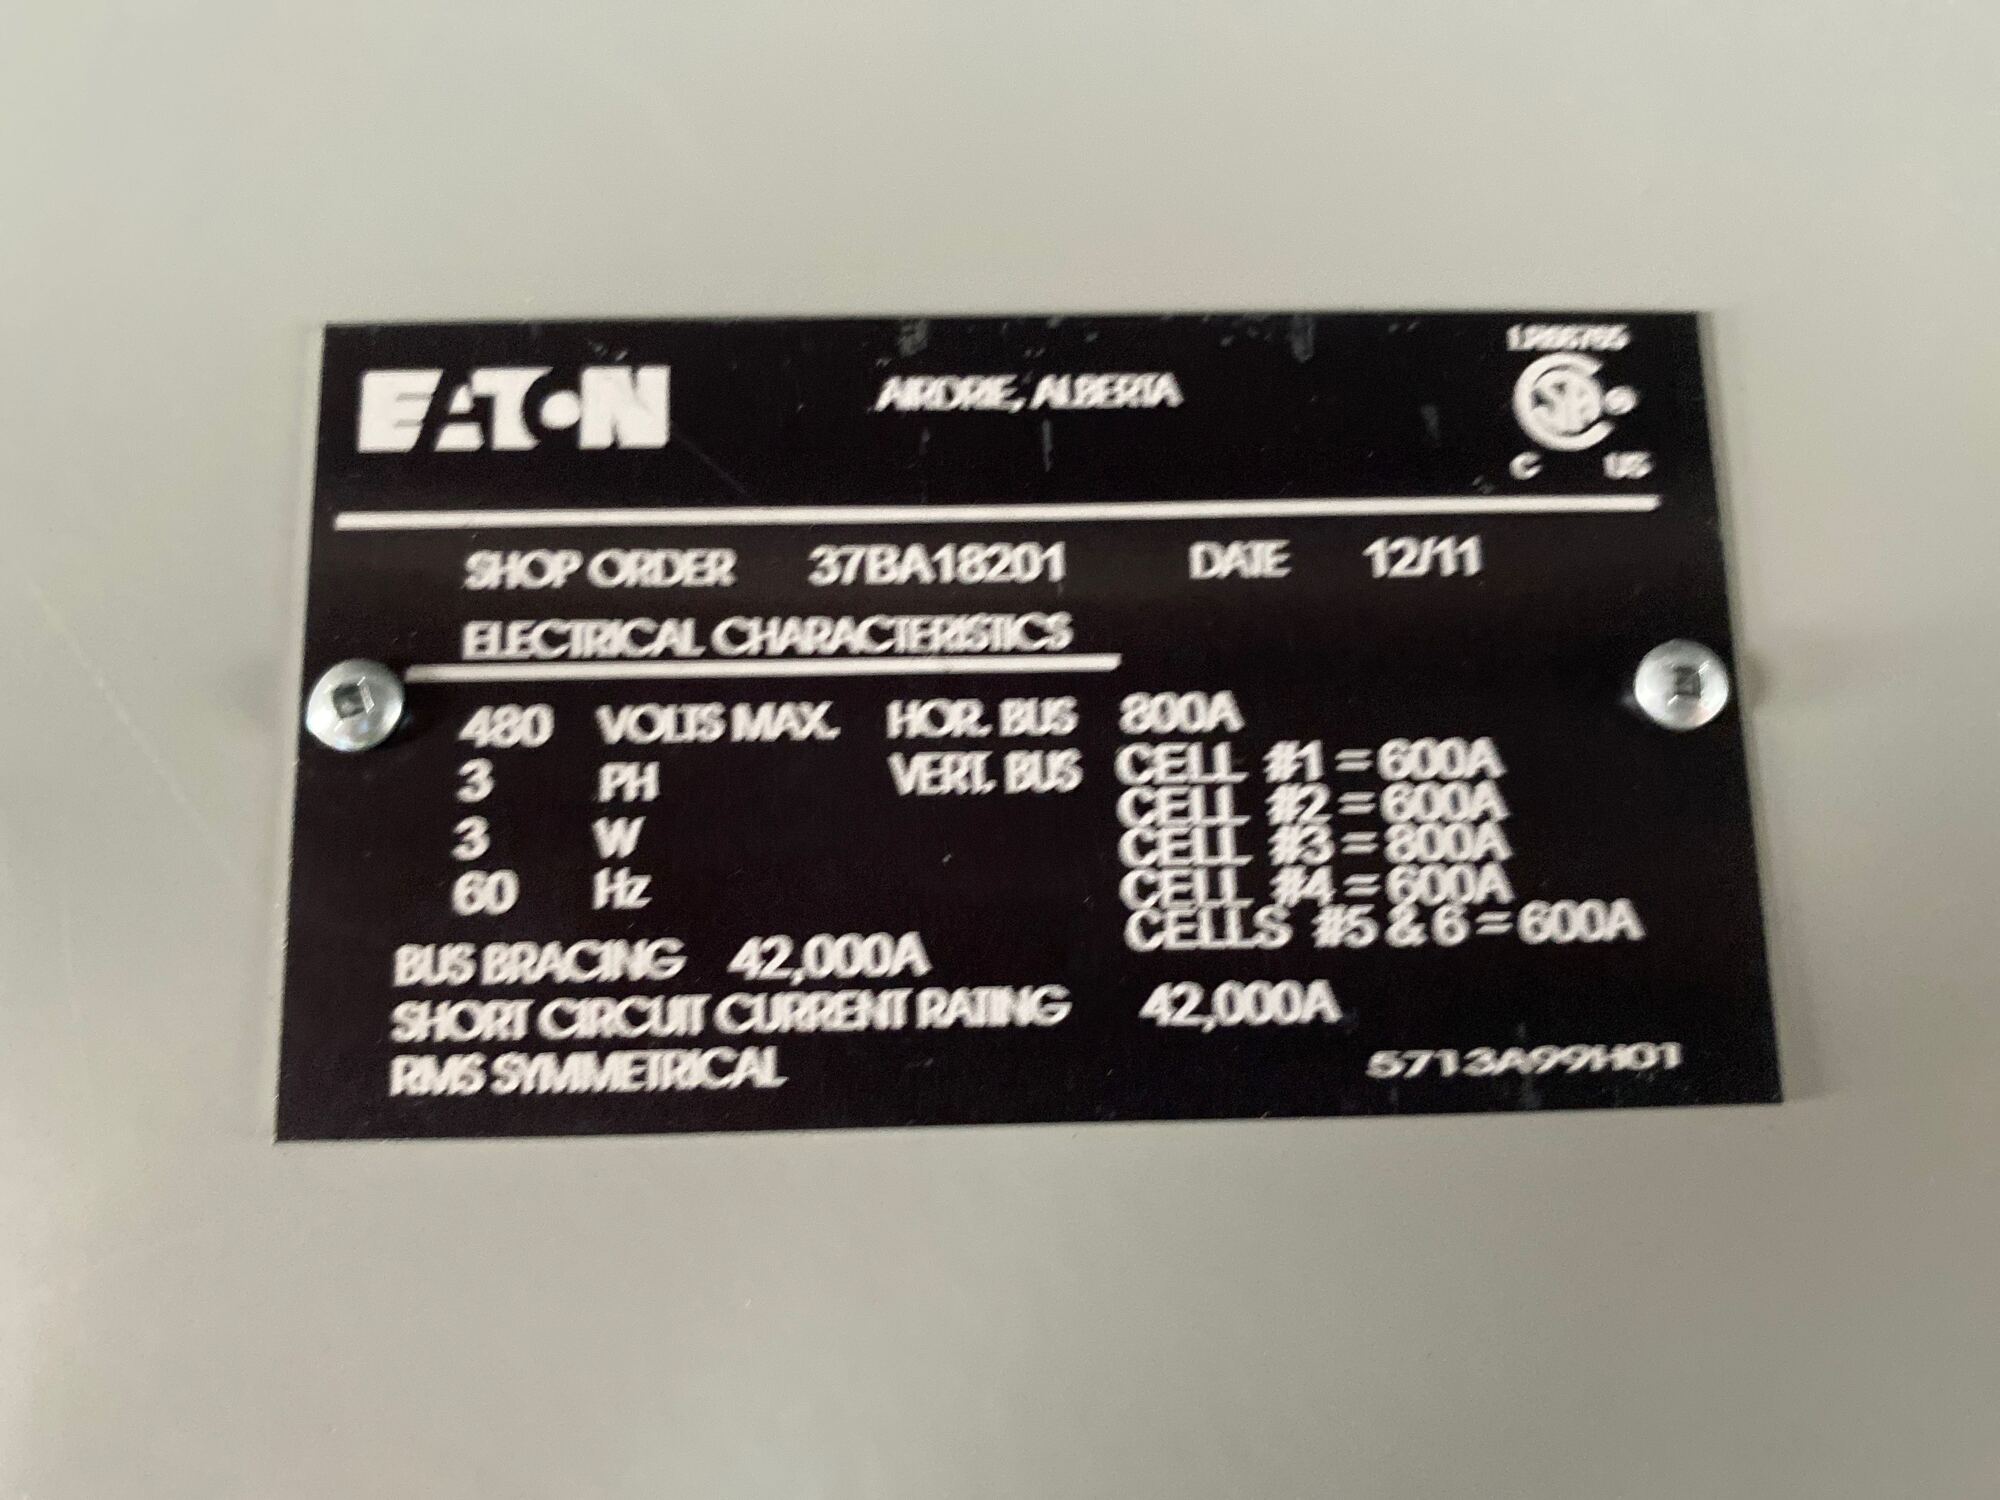 EATON
AIRDRIE, ALBERTA
C US
SHOP ORDER 37BA18201 DATE 12/11
ELECTRICAL CHARACTERISTICS
480 VOLTS MAX. HOR. BUS 800A
3 PH VERT. BUS CELL #1 = 600A
CELL #2 = 600A
3 W CELL #3 = 800A
60 Hz CELL #4 = 600A
CELLS #5 & 6 = 600A
BUS BRACING 42,000A
SHORT CIRCUIT CURRENT RATING 42,000A
RMS SYMMETRICAL
5713A99H01